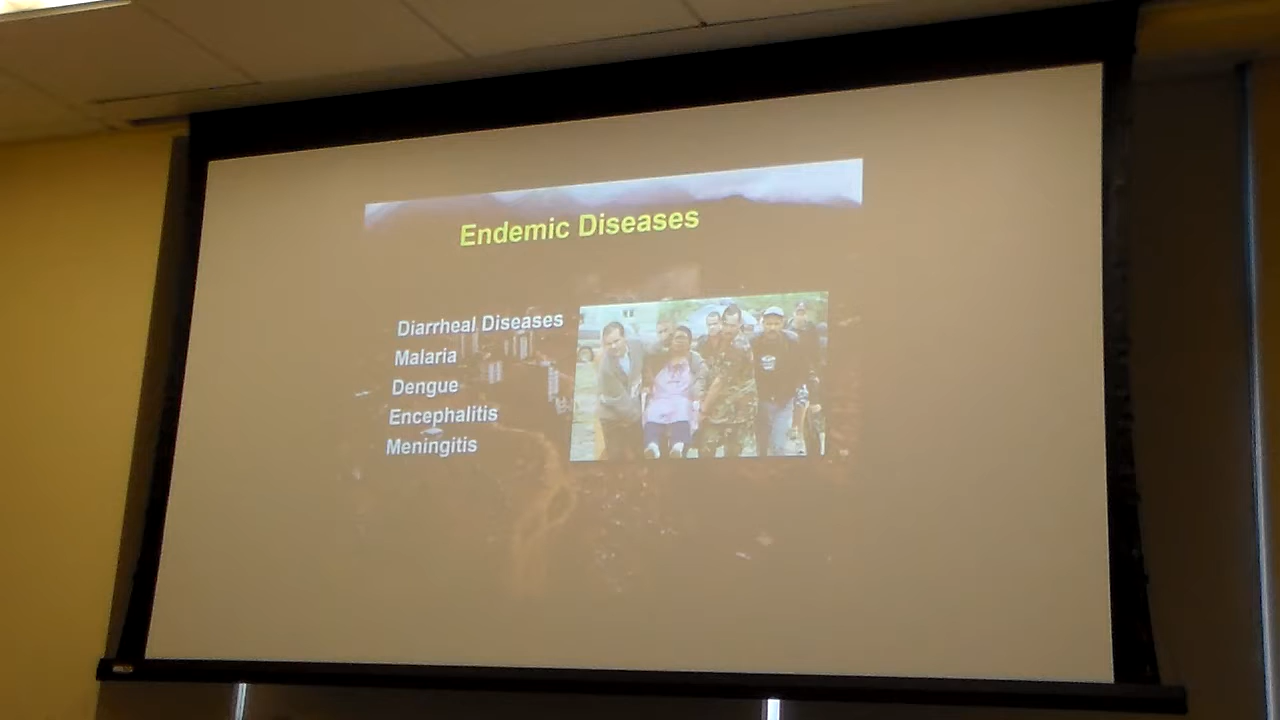 Endemic Diseases
Diarrheal Diseases
Malaria
Dengue
Encephalitis
Meningitis